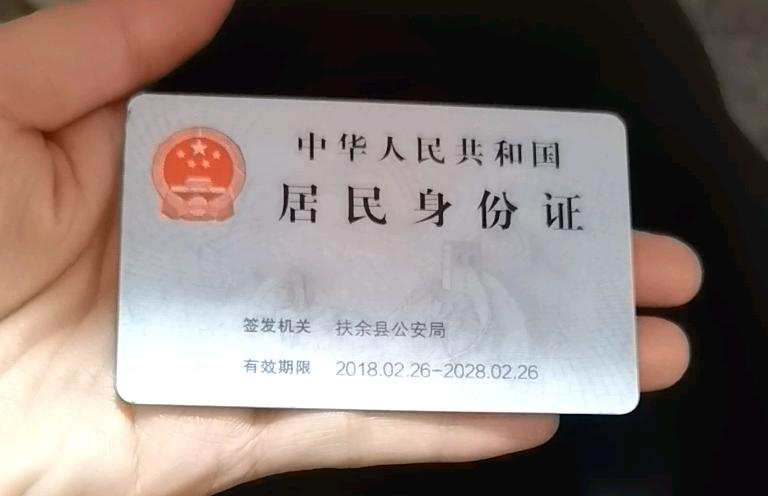 中华人民共和国
居民身份证
签发机关 扶余县公安局
有效期限 2018.02.26-2028.02.26